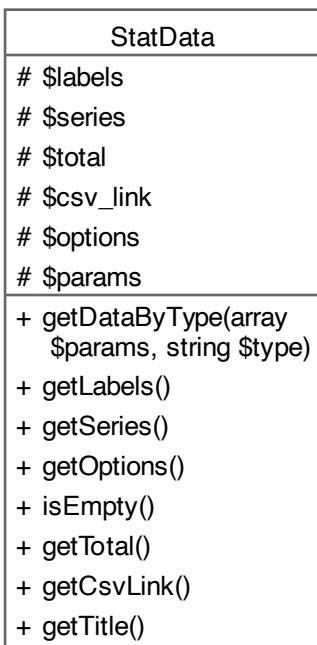 StatData
# $labels
# $series
# $total
# $csv_link
# $options
# $params
+ getDataByType(array
$params, string $type)
+ getLabels()
+ getSeries()
+ getOptions()
+ isEmpty()
+ getTotal()
+ getCsvLink()
+ getTitle()